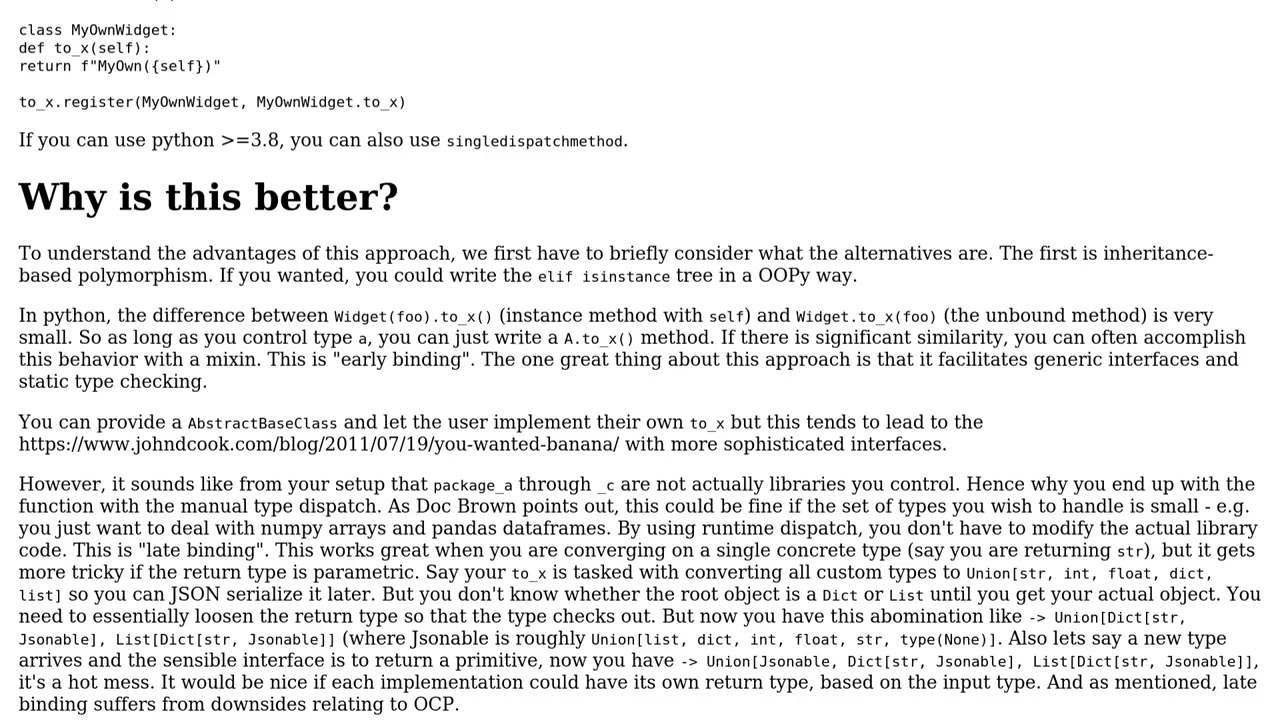 class MyOwnWidget:
def to_x(self):
return f"MyOwn({self})"
to_x.register(MyOwnWidget, MyOwnWidget.to_x)
If you can use python >=3.8, you can also use singledispatchmethod.
Why is this better?
To understand the advantages of this approach, we first have to briefly consider what the alternatives are. The first is inheritance-
based polymorphism. If you wanted, you could write the elif isinstance tree in a OOPy way.
In python, the difference between Widget(foo).to_x() (instance method with self) and Widget.to_x(foo) (the unbound method) is very
small. So as long as you control type a, you can just write a A.to_x() method. If there is significant similarity, you can often accomplish
this behavior with a mixin. This is "early binding". The one great thing about this approach is that it facilitates generic interfaces and
static type checking.
You can provide a AbstractBaseClass and let the user implement their own to_x but this tends to lead to the
https://www.johndcook.com/blog/2011/07/19/you-wanted-banana/ with more sophisticated interfaces.
However, it sounds like from your setup that package_a through _c are not actually libraries you control. Hence why you end up with the
function with the manual type dispatch. As Doc Brown points out, this could be fine if the set of types you wish to handle is small - e.g.
you just want to deal with numpy arrays and pandas dataframes. By using runtime dispatch, you don't have to modify the actual library
code. This is "late binding". This works great when you are converging on a single concrete type (say you are returning str), but it gets
more tricky if the return type is parametric. Say your to_x is tasked with converting all custom types to Union[str, int, float, dict,
list] so you can JSON serialize it later. But you don't know whether the root object is a Dict or List until you get your actual object. You
need to essentially loosen the return type so that the type checks out. But now you have this abomination like -> Union[Dict[str,
Jsonable], List[Dict[str, Jsonable]] (where Jsonable is roughly Union[list, dict, int, float, str, type(None)]. Also lets say a new type
arrives and the sensible interface is to return a primitive, now you have -> Union[Jsonable, Dict[str, Jsonable], List[Dict[str, Jsonable]],
it's a hot mess. It would be nice if each implementation could have its own return type, based on the input type. And as mentioned, late
binding suffers from downsides relating to OCP.